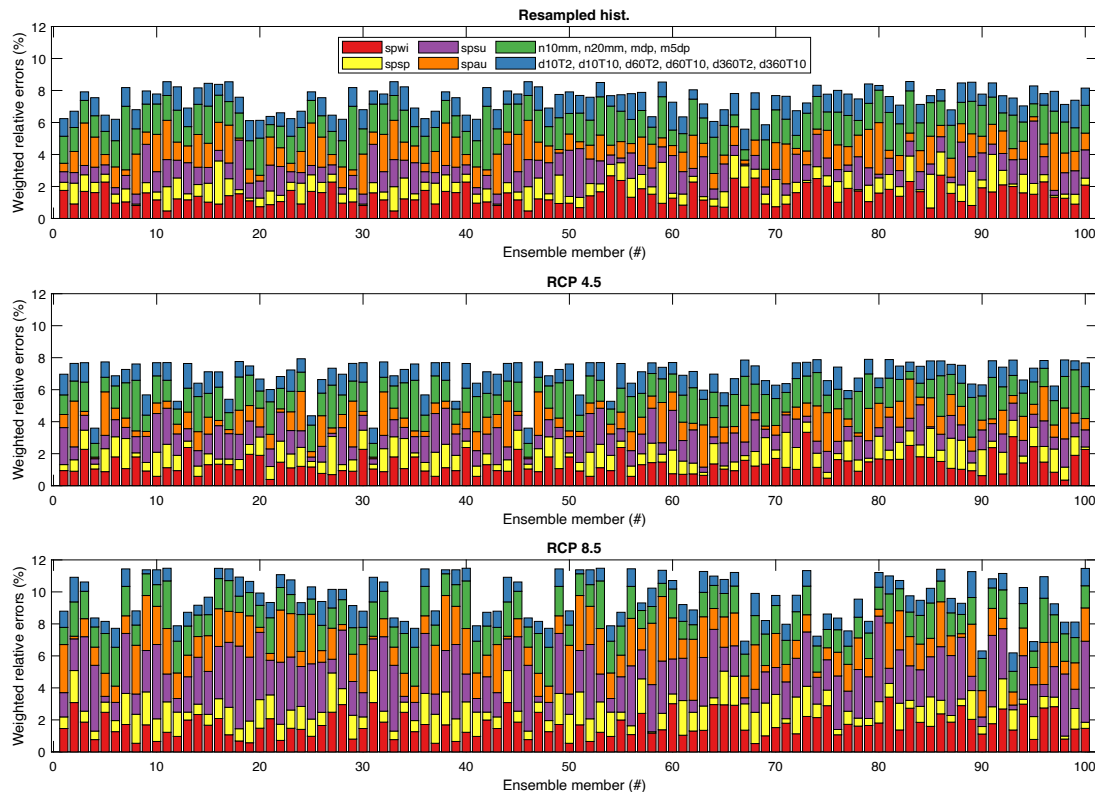 Resampled hist.
Weighted relative errors (%)
12
10
8
6
4
2
0
spwi
spsu
n10mm, n20mm, mdp, m5dp
spsp
spau
d10T2, d10T10, d60T2, d60T10, d360T2, d360T10
0 10 20 30 40 50 60 70 80 90 100
Ensemble member (#)
RCP 4.5
Weighted relative errors (%)
12
10
8
6
4
2
0
0 10 20 30 40 50 60 70 80 90 100
Ensemble member (#)
RCP 8.5
Weighted relative errors (%)
12
10
8
6
4
2
0
0 10 20 30 40 50 60 70 80 90 100
Ensemble member (#)